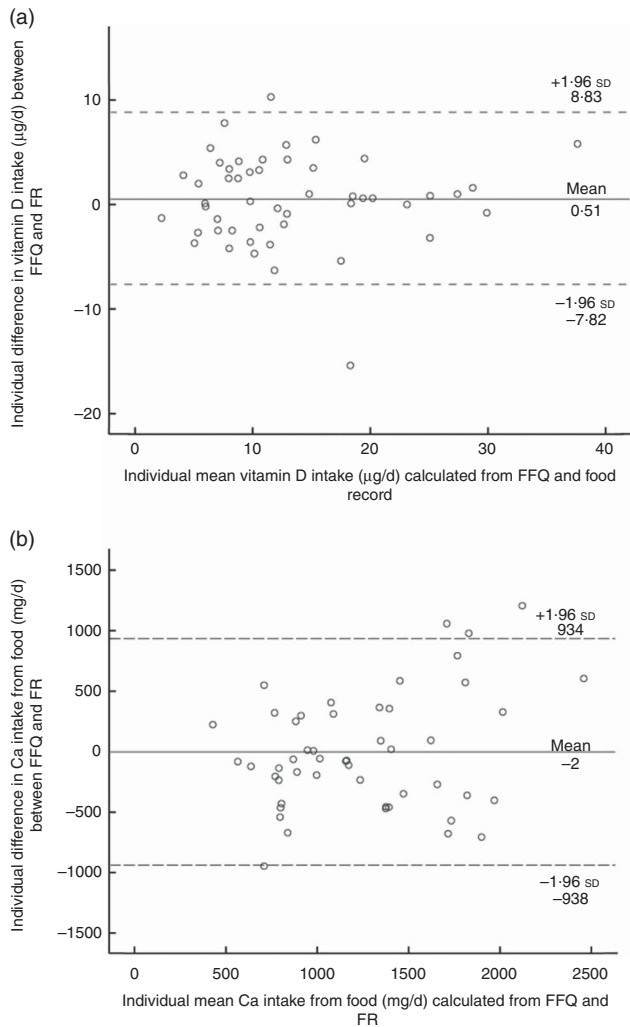 (a)
Individual difference in vitamin D intake (μg/d) between
FFQ and FR
10
0
−10
−20
+1·96 SD
8·83
Mean
0·51
−1·96 SD
−7·82
0
10
20
30
40
Individual mean vitamin D intake (μg/d) calculated from FFQ and food
record
(b)
Individual difference in Ca intake from food (mg/d)
between FFQ and FR
1500
1000
500
0
−500
−1000
−1500
+1·96 SD
934
Mean
−2
−1·96 SD
−938
0
500
1000
1500
2000
2500
Individual mean Ca intake from food (mg/d) calculated from FFQ and
FR